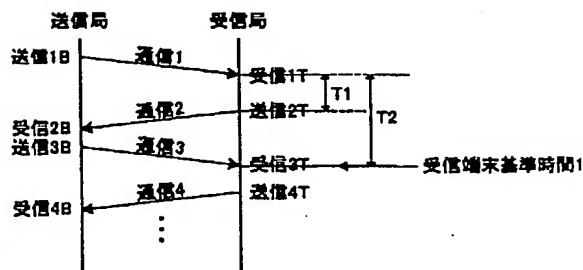 送信局 受信局
送信1B 通信1
受信1T
T1
通信2 送信2T
T2
受信2B
送信3B 通信3
受信3T 受信端末基準時間1
通信4 送信4T
受信4B